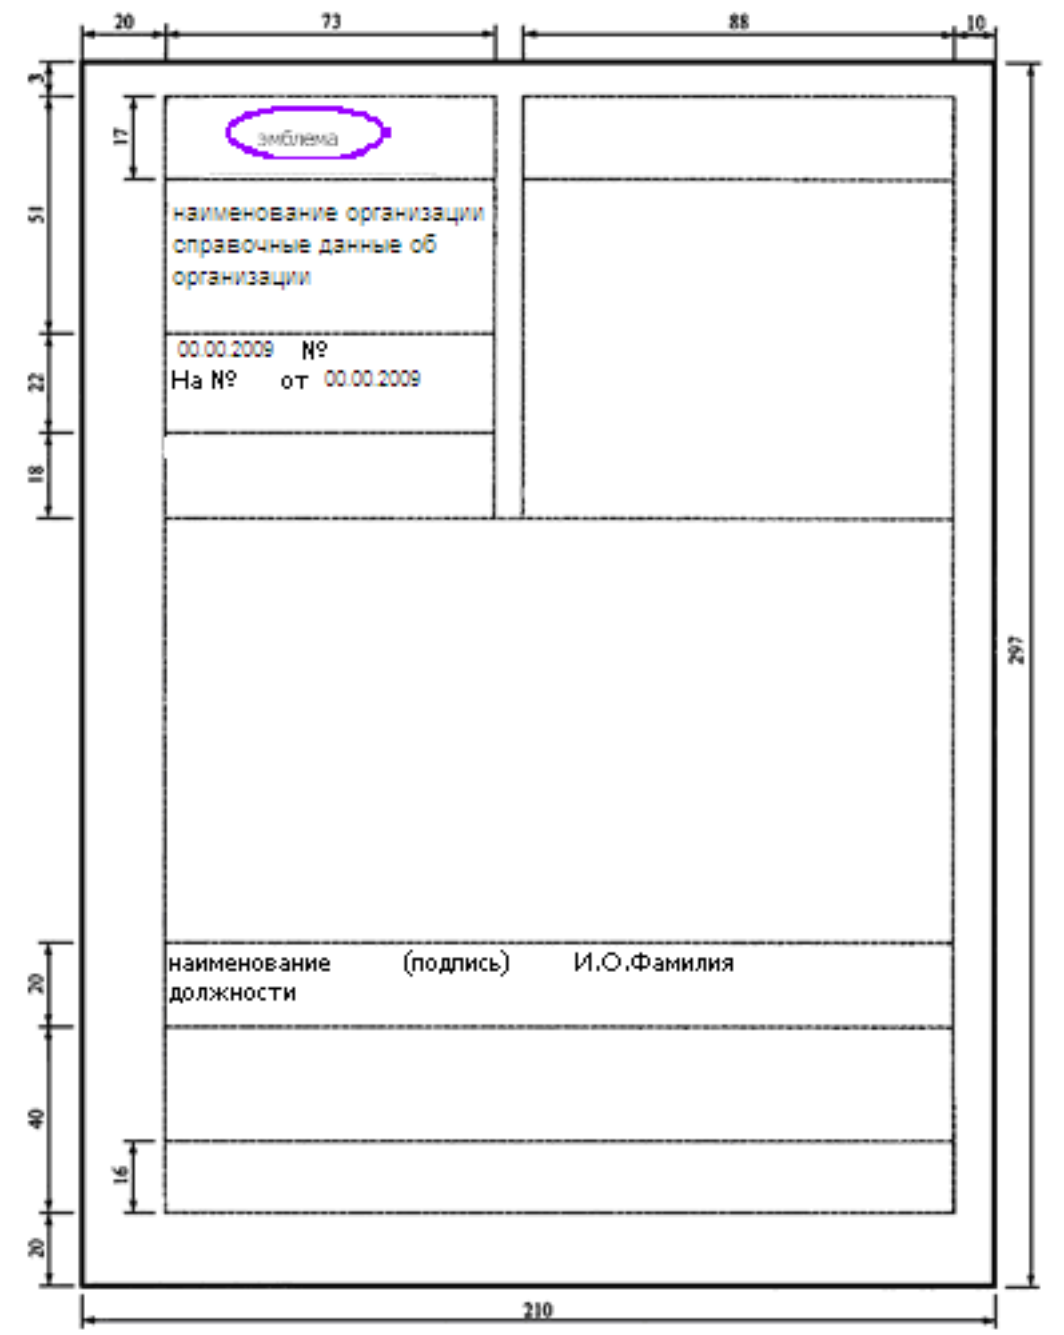 20 73 88 10
3
17
эмблема
51
наименование организации
справочные данные об
организации
00.00.2009 №
22
На № от 00.00.2009
18
297
наименование (подпись) И.О.Фамилия
20
должности
40
16
20
210